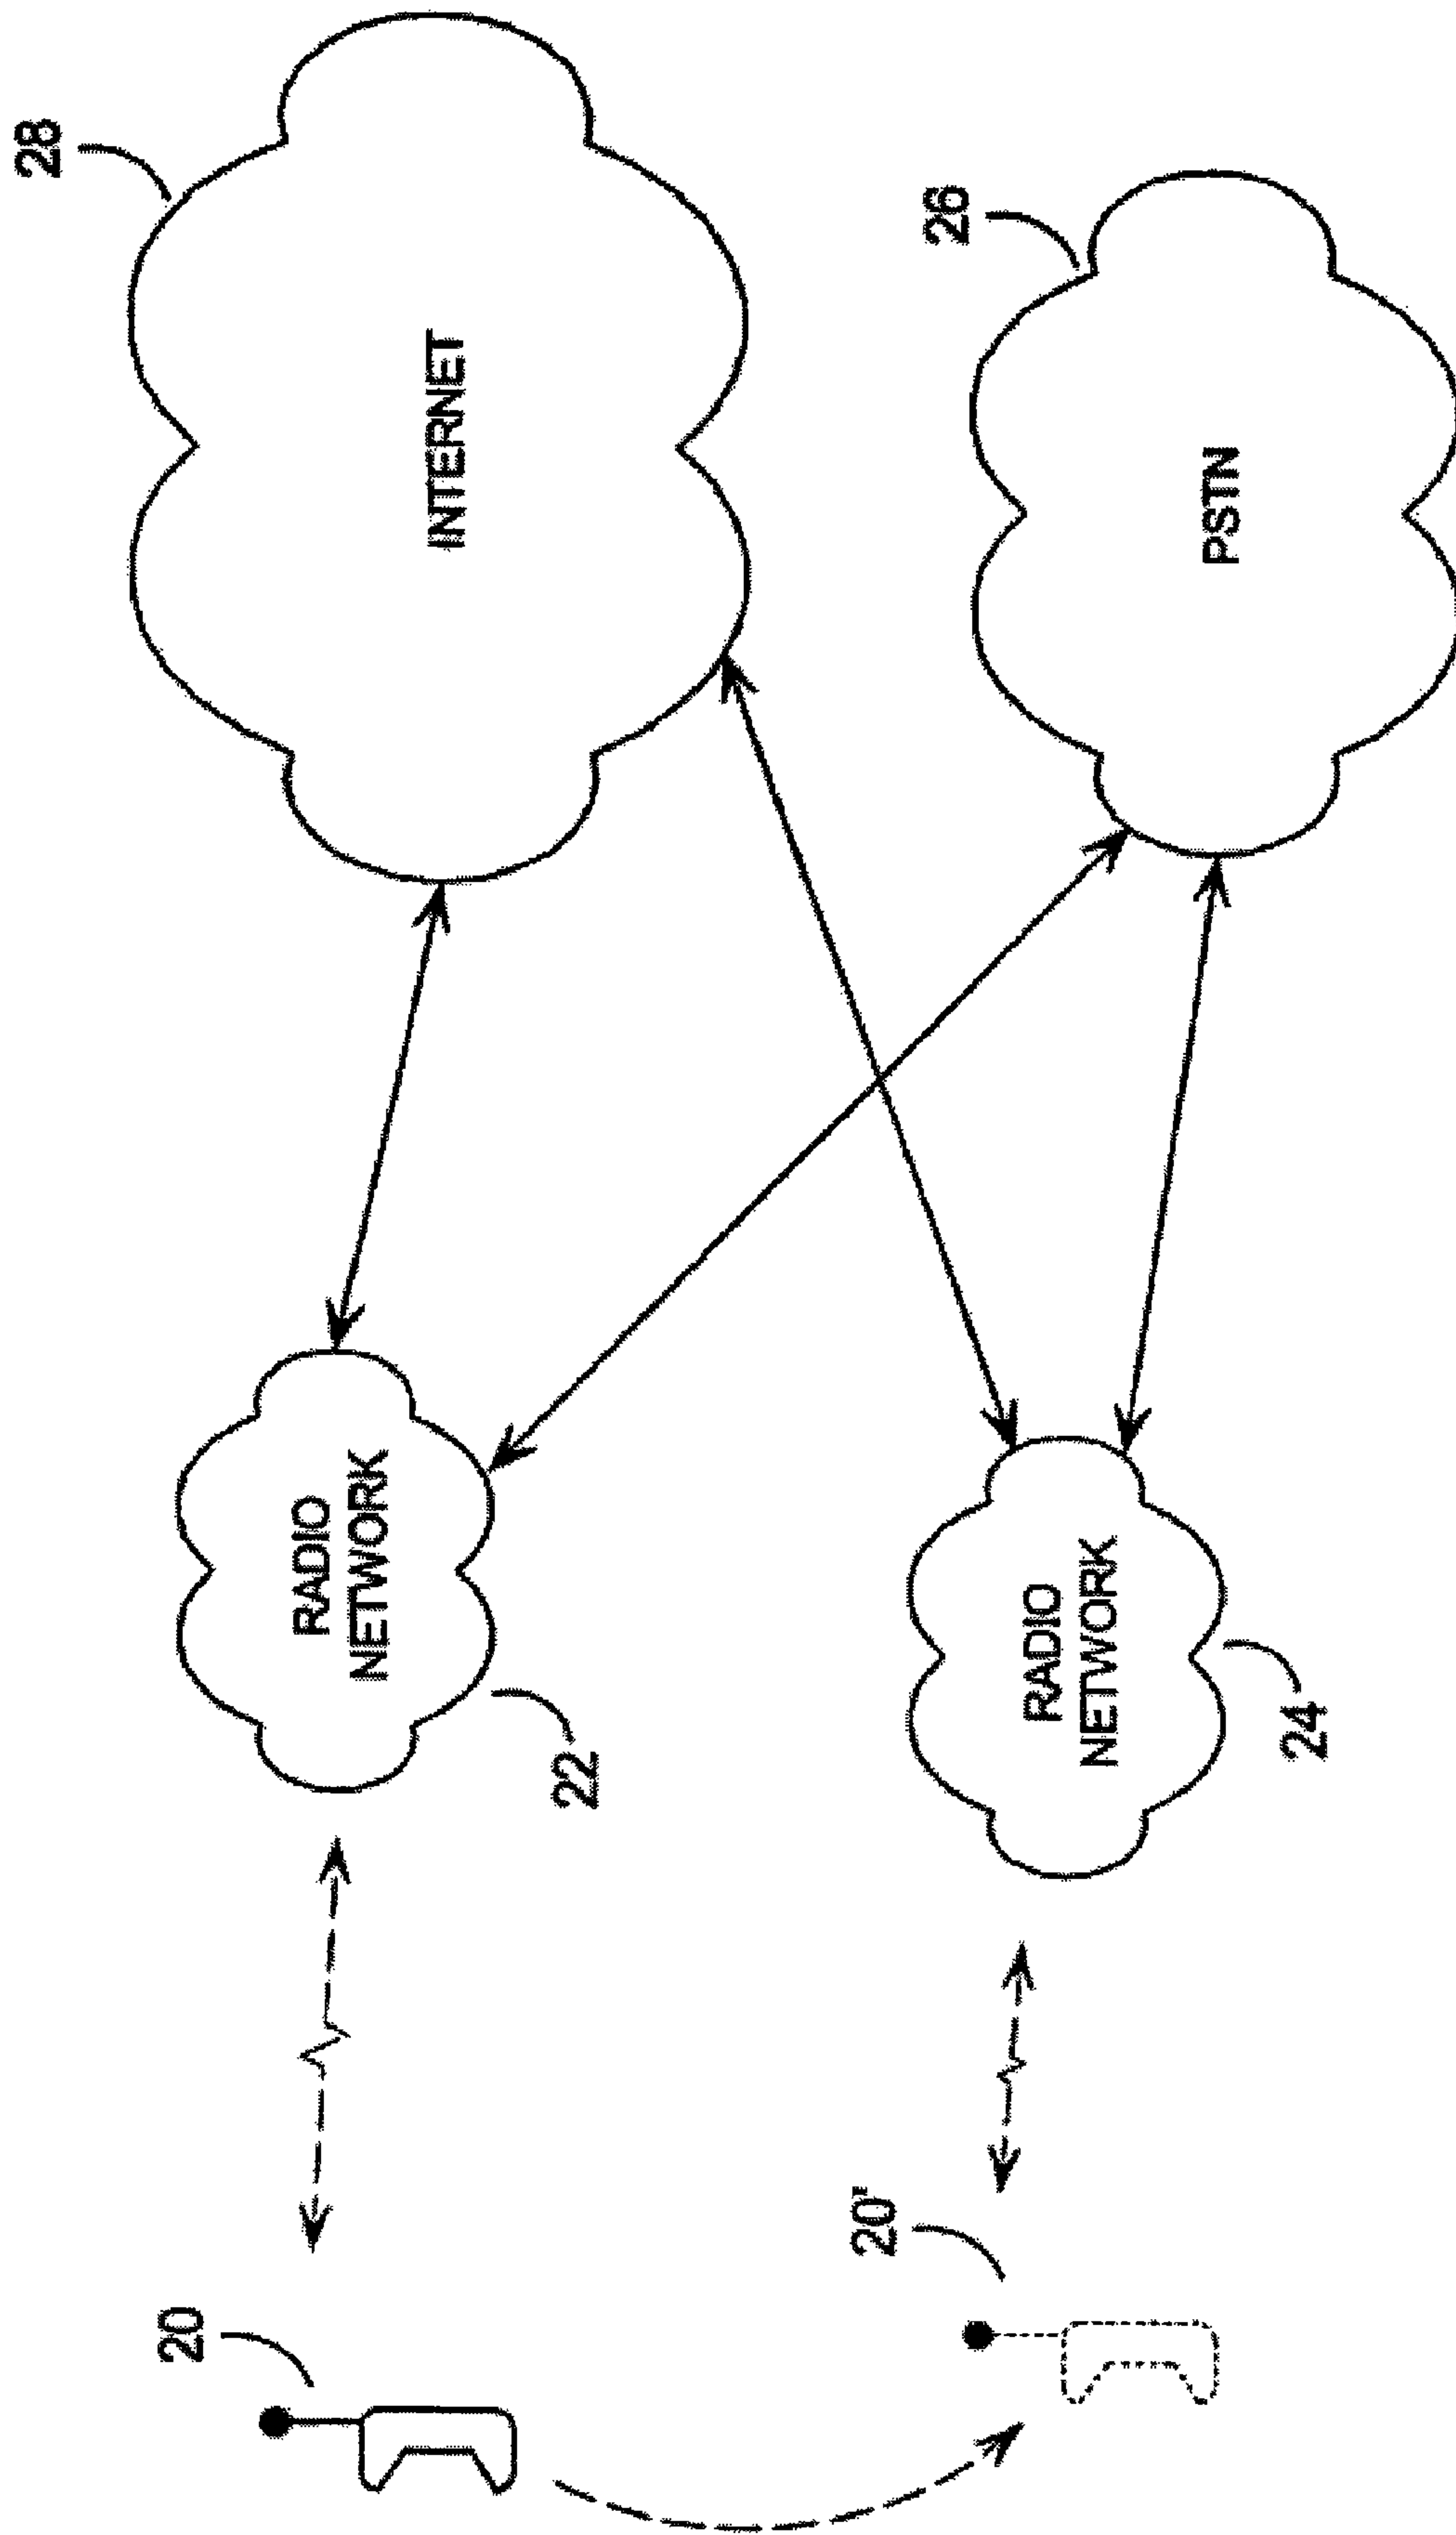 28
INTERNET
26
PSTN
RADIO
NETWORK
22
RADIO
NETWORK
24
20
20'